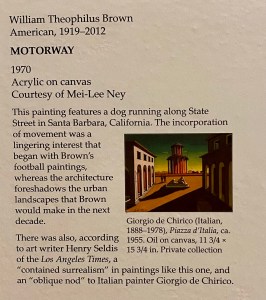 William Theophilus Brown
American, 1919–2012
MOTORWAY
1970
Acrylic on canvas
Courtesy of Mei-Lee Ney
This painting features a dog running along State
Street in Santa Barbara, California. The incorporation
of movement was a
lingering interest that
began with Brown's
football paintings,
whereas the architecture
foreshadows the urban
landscapes that Brown
would make in the next
decade.
There was also, according
to art writer Henry Seldis
of the Los Angeles Times, a
"contained surrealism" in paintings like this one, and
an "oblique nod" to Italian painter Giorgio de Chirico.
Giorgio de Chirico (Italian,
1888–1978), Piazza d'Italia, ca.
1955. Oil on canvas, 11 3/4 ×
15 3/4 in. Private collection